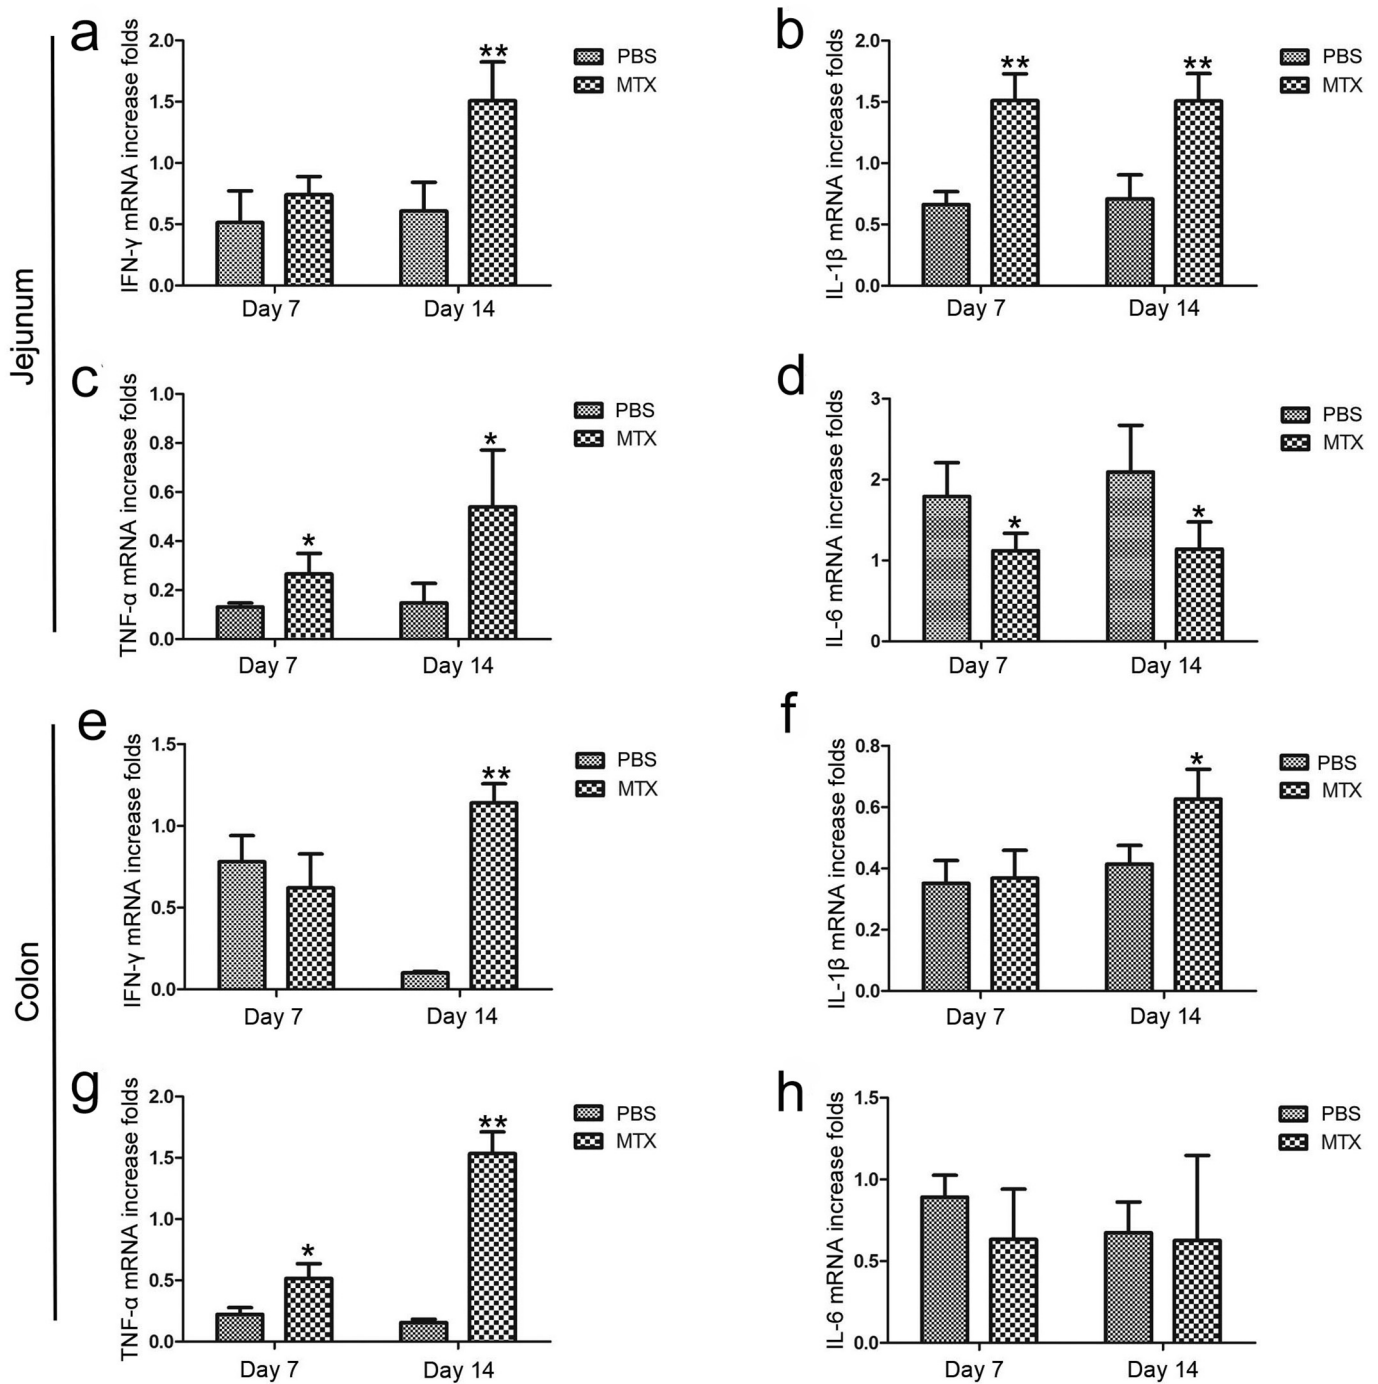 Jejunum
a
IFN-γ mRNA increase folds
2.0
1.5
1.0
0.5
0.0
**
Day 7
Day 14
PBS
MTX
b
IL-1β mRNA increase folds
2.0
1.5
1.0
0.5
0.0
**
**
Day 7
Day 14
PBS
MTX
c
TNF-α mRNA increase folds
1.0
0.8
0.6
0.4
0.2
0.0
*
*
Day 7
Day 14
PBS
MTX
d
IL-6 mRNA increase folds
3
2
1
0
*
*
Day 7
Day 14
PBS
MTX
Colon
e
IFN-γ mRNA increase folds
1.5
1.0
0.5
0.0
**
Day 7
Day 14
PBS
MTX
f
IL-1β mRNA increase folds
0.8
0.6
0.4
0.2
0.0
*
Day 7
Day 14
PBS
MTX
g
TNF-α mRNA increase folds
2.0
1.5
1.0
0.5
0.0
*
**
Day 7
Day 14
PBS
MTX
h
IL-6 mRNA increase folds
1.5
1.0
0.5
0.0
Day 7
Day 14
PBS
MTX